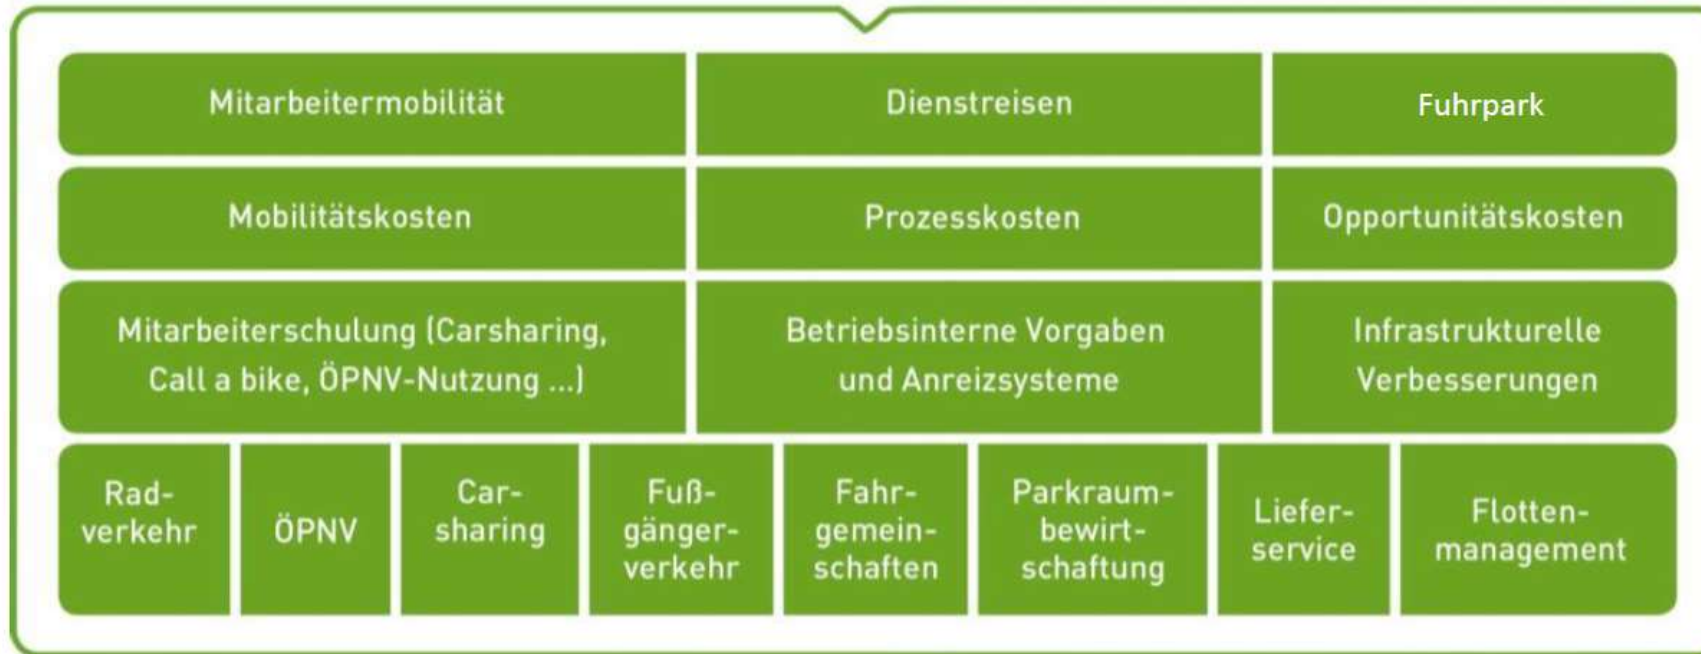 Mitarbeitermobilität
Dienstreisen
Fuhrpark
Mobilitätskosten
Prozesskosten
Opportunitätskosten
Mitarbeiterschulung (Carsharing,
Call a bike, ÖPNV-Nutzung ...)
Betriebsinterne Vorgaben
und Anreizsysteme
Infrastrukturelle
Verbesserungen
Rad-
verkehr
ÖPNV
Car-
sharing
Fuß-
gänger-
verkehr
Fahr-
gemein-
schaften
Parkraum-
bewirt-
schaftung
Liefer-
service
Flotten-
management